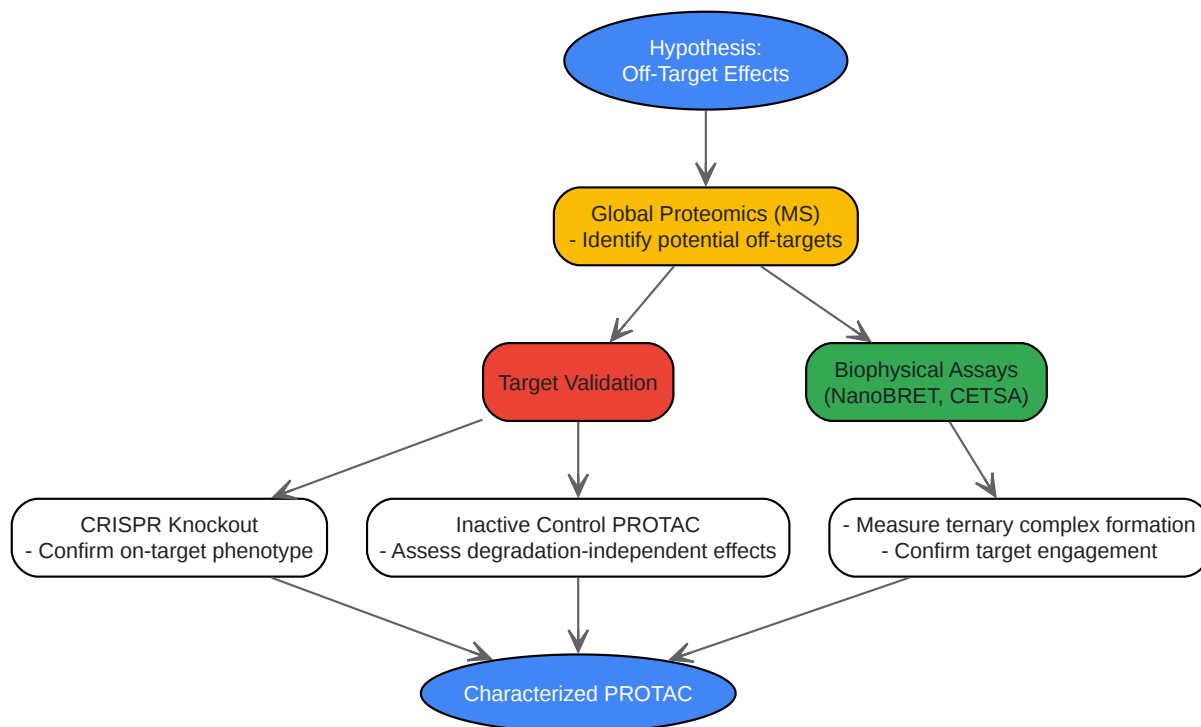 Hypothesis:
Off-Target Effects
Global Proteomics (MS)
- Identify potential off-targets
Target Validation
Biophysical Assays
(NanoBRET, CETSA)
CRISPR Knockout
- Confirm on-target phenotype
Inactive Control PROTAC
- Assess degradation-independent effects
- Measure ternary complex formation
- Confirm target engagement
Characterized PROTAC